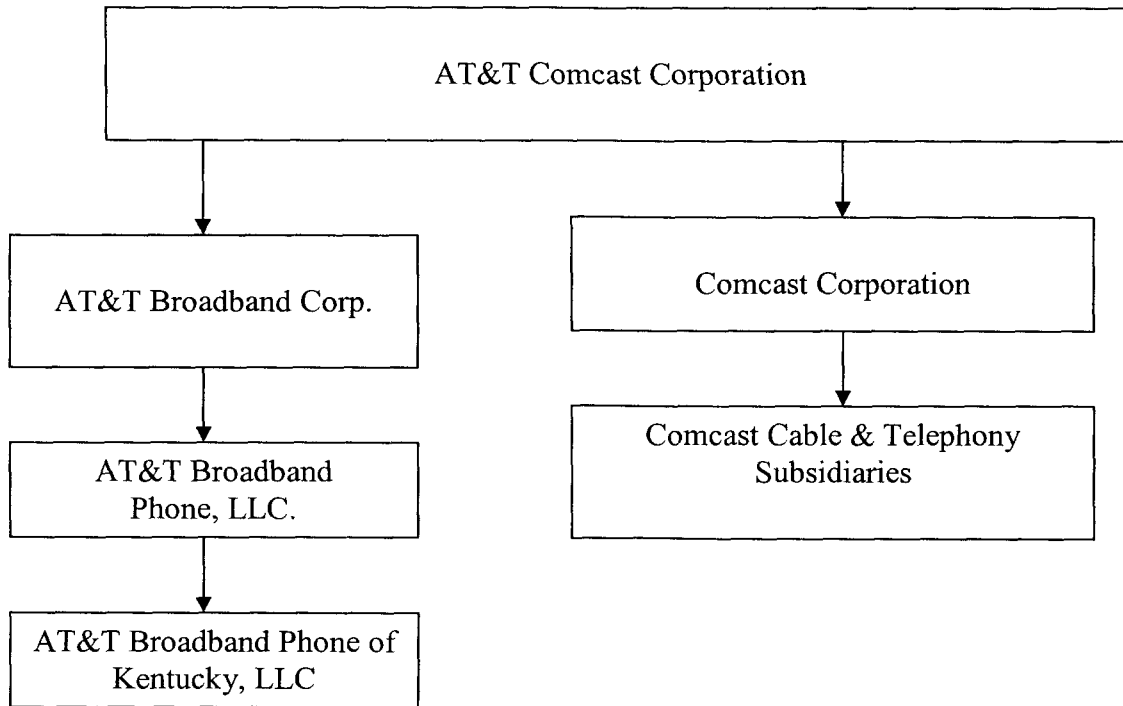 AT&T Comcast Corporation
AT&T Broadband Corp.
Comcast Corporation
AT&T Broadband
Phone, LLC.
Comcast Cable & Telephony
Subsidiaries
AT&T Broadband Phone of
Kentucky, LLC